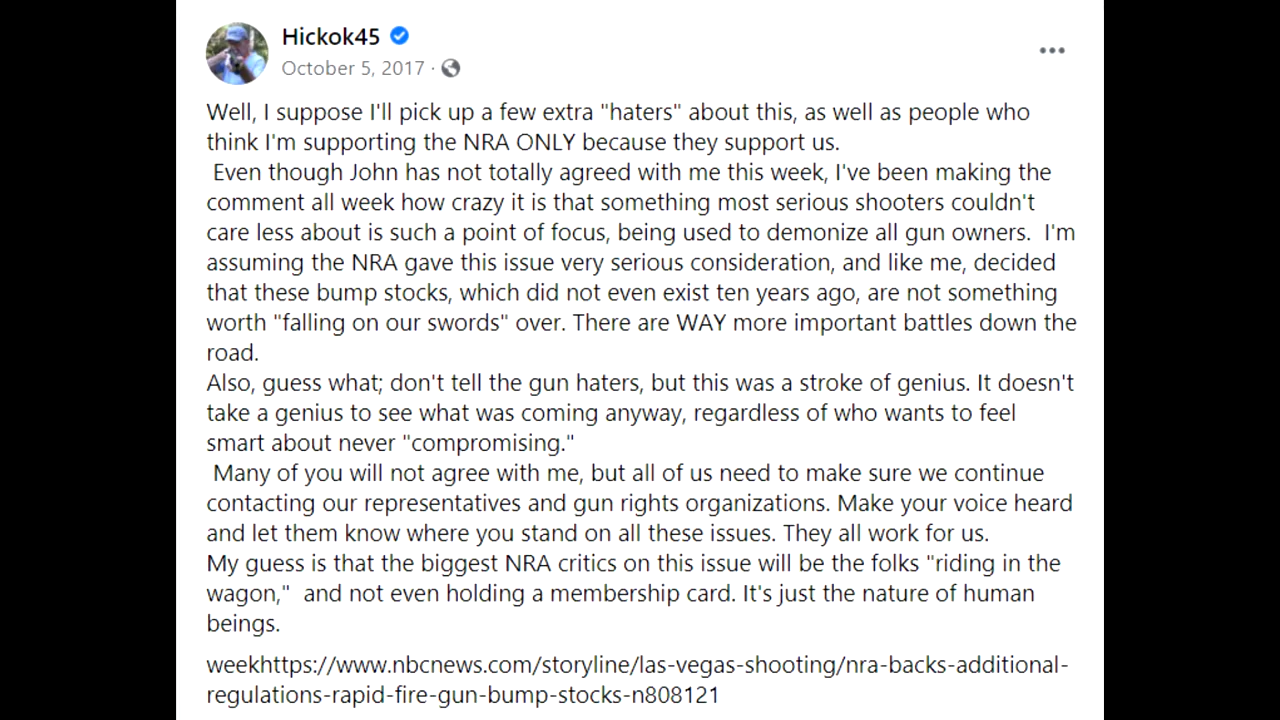 Hickok45
October 5, 2017 ·
Well, I suppose I'll pick up a few extra "haters" about this, as well as people who
think I'm supporting the NRA ONLY because they support us.
Even though John has not totally agreed with me this week, I've been making the
comment all week how crazy it is that something most serious shooters couldn't
care less about is such a point of focus, being used to demonize all gun owners.  I'm
assuming the NRA gave this issue very serious consideration, and like me, decided
that these bump stocks, which did not even exist ten years ago, are not something
worth "falling on our swords" over. There are WAY more important battles down the
road.
Also, guess what; don't tell the gun haters, but this was a stroke of genius. It doesn't
take a genius to see what was coming anyway, regardless of who wants to feel
smart about never "compromising."
Many of you will not agree with me, but all of us need to make sure we continue
contacting our representatives and gun rights organizations. Make your voice heard
and let them know where you stand on all these issues. They all work for us.
My guess is that the biggest NRA critics on this issue will be the folks "riding in the
wagon,"  and not even holding a membership card. It's just the nature of human
beings.
weekhttps://www.nbcnews.com/storyline/las-vegas-shooting/nra-backs-additional-
regulations-rapid-fire-gun-bump-stocks-n808121